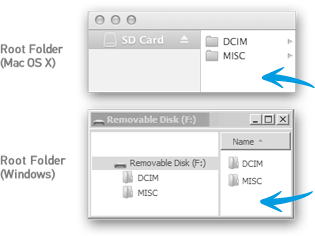 Root Folder
(Mac OS X)
SD Card
DCIM
MISC
Root Folder
(Windows)
Removable Disk (F:)
Name
Removable Disk (F:)
DCIM
MISC
DCIM
MISC